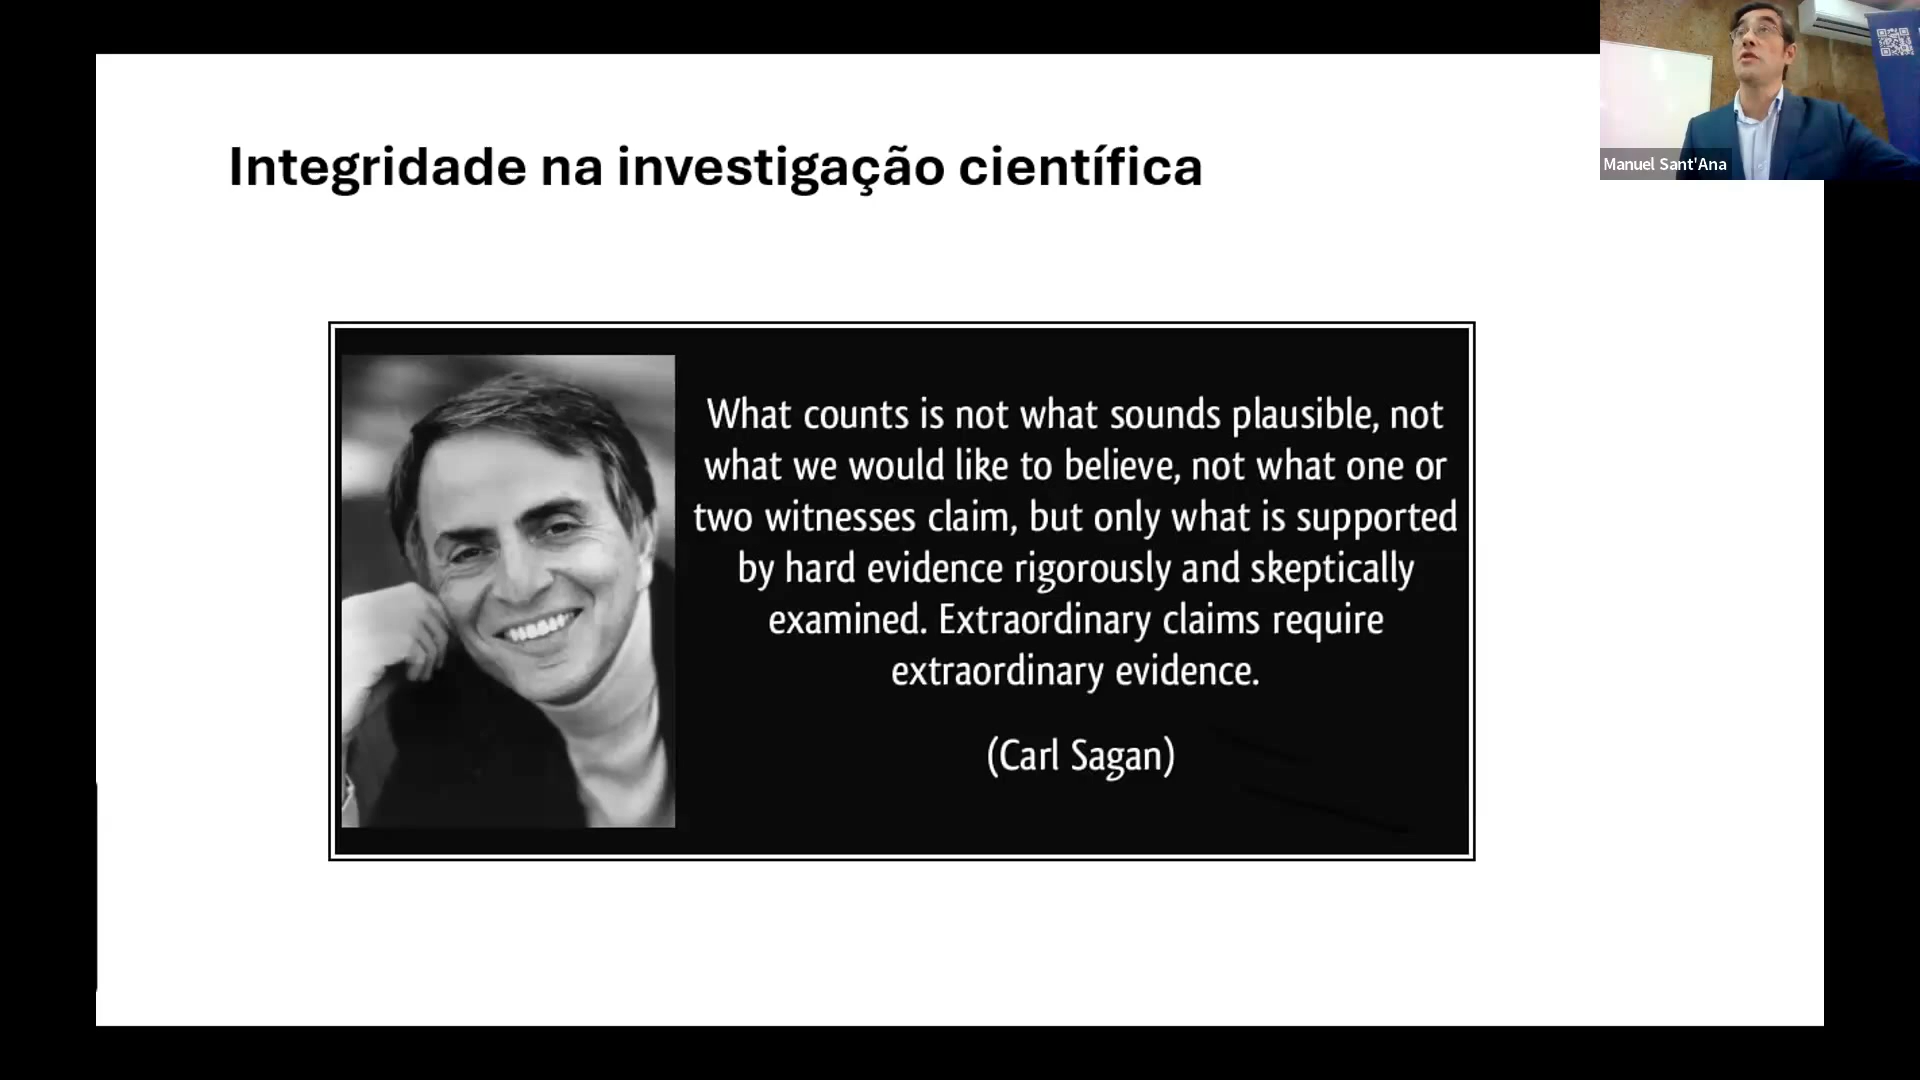 Integridade na investigação científica
Manuel Sant'Ana
What counts is not what sounds plausible, not
what we would like to believe, not what one or
two witnesses claim, but only what is supported
by hard evidence rigorously and skeptically
examined. Extraordinary claims require
extraordinary evidence.
(Carl Sagan)